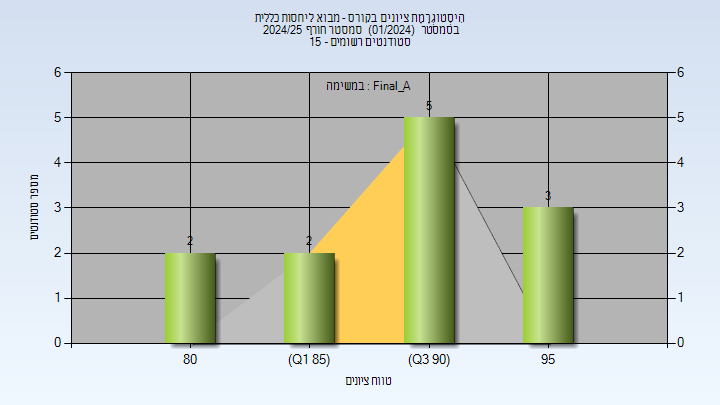 היסטוגרמת ציונים בקורס - מבוא ליחסות כללית
בסמסטר (01/2024) סמסטר חורף 2024/25
סטודנטים רשומים - 15
במשימה : Final_A
6 6
5 5
4 4
3 3
2 2
1 1
0 0
2 2 5 3
מספר סטודנטים
80 (Q1 85) (Q3 90) 95
טווח ציונים